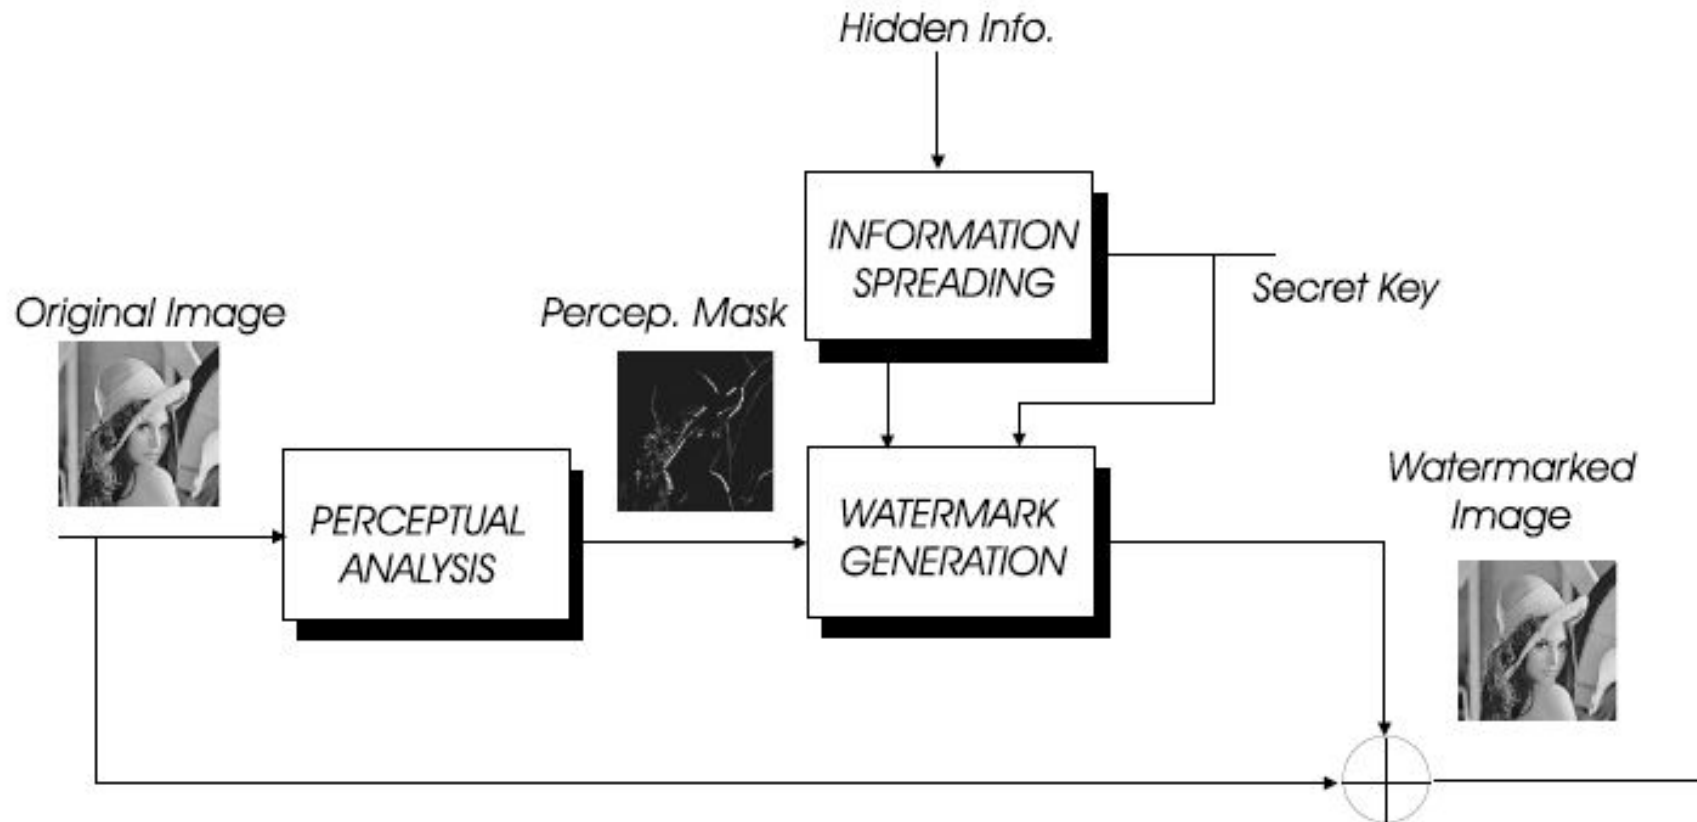 Hidden Info.
INFORMATION
SPREADING
Secret Key
Original Image
Percep. Mask
PERCEPTUAL
ANALYSIS
WATERMARK
GENERATION
Watermarked
Image